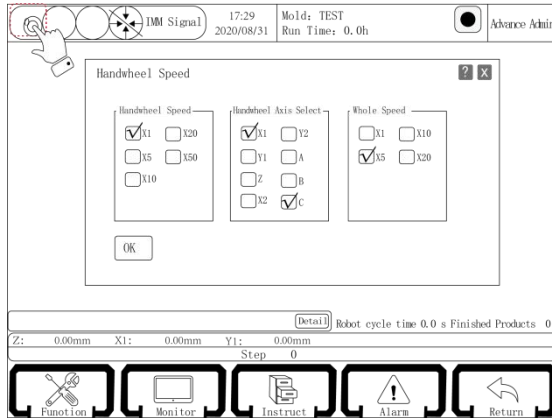 IMM Signal
17:29
2020/08/31
Mold: TEST
Run Time: 0.0h
Advance Admin
Handwheel Speed
? X
Handwheel Speed
X1 X20
X5 X50
X10
Handwheel Axis Select
X1 Y2
Y1 A
Z B
X2 C
Whole Speed
X1 X10
X5 X20
OK
Detail Robot cycle time 0.0 s Finished Products 0
Z: 0.00mm X1: 0.00mm Y1: 0.00mm
Step 0
Funotion Monitor Instruct Alarm Return